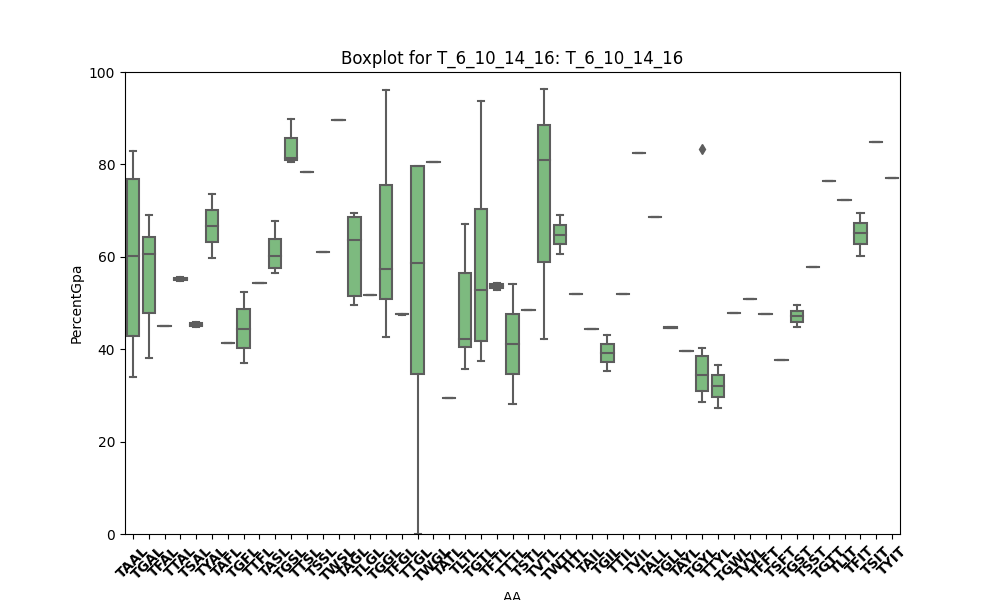 Boxplot for T_6_10_14_16: T_6_10_14_16
100
80
60
40
20
0
PercentGpa
TAAL
TGAL
TFAL
TTAL
TSAL
TYAL
TAFL
TGFL
TTFL
TASL
TGSL
TTSL
TSSL
TWSL
TAGL
TLGL
TGGL
TFGL
TTGL
TWGL
TATL
TLTL
TGTL
TFTL
TTTL
TSTL
TVTL
TWTL
TITL
TAIL
TGIL
TTIL
TVIL
TALL
TGLL
TAYL
TGYL
TTYL
TGWL
TVVL
TFFT
TSFT
TGST
TSST
TGTT
TLTT
TFIT
TSIT
TYIT
AA